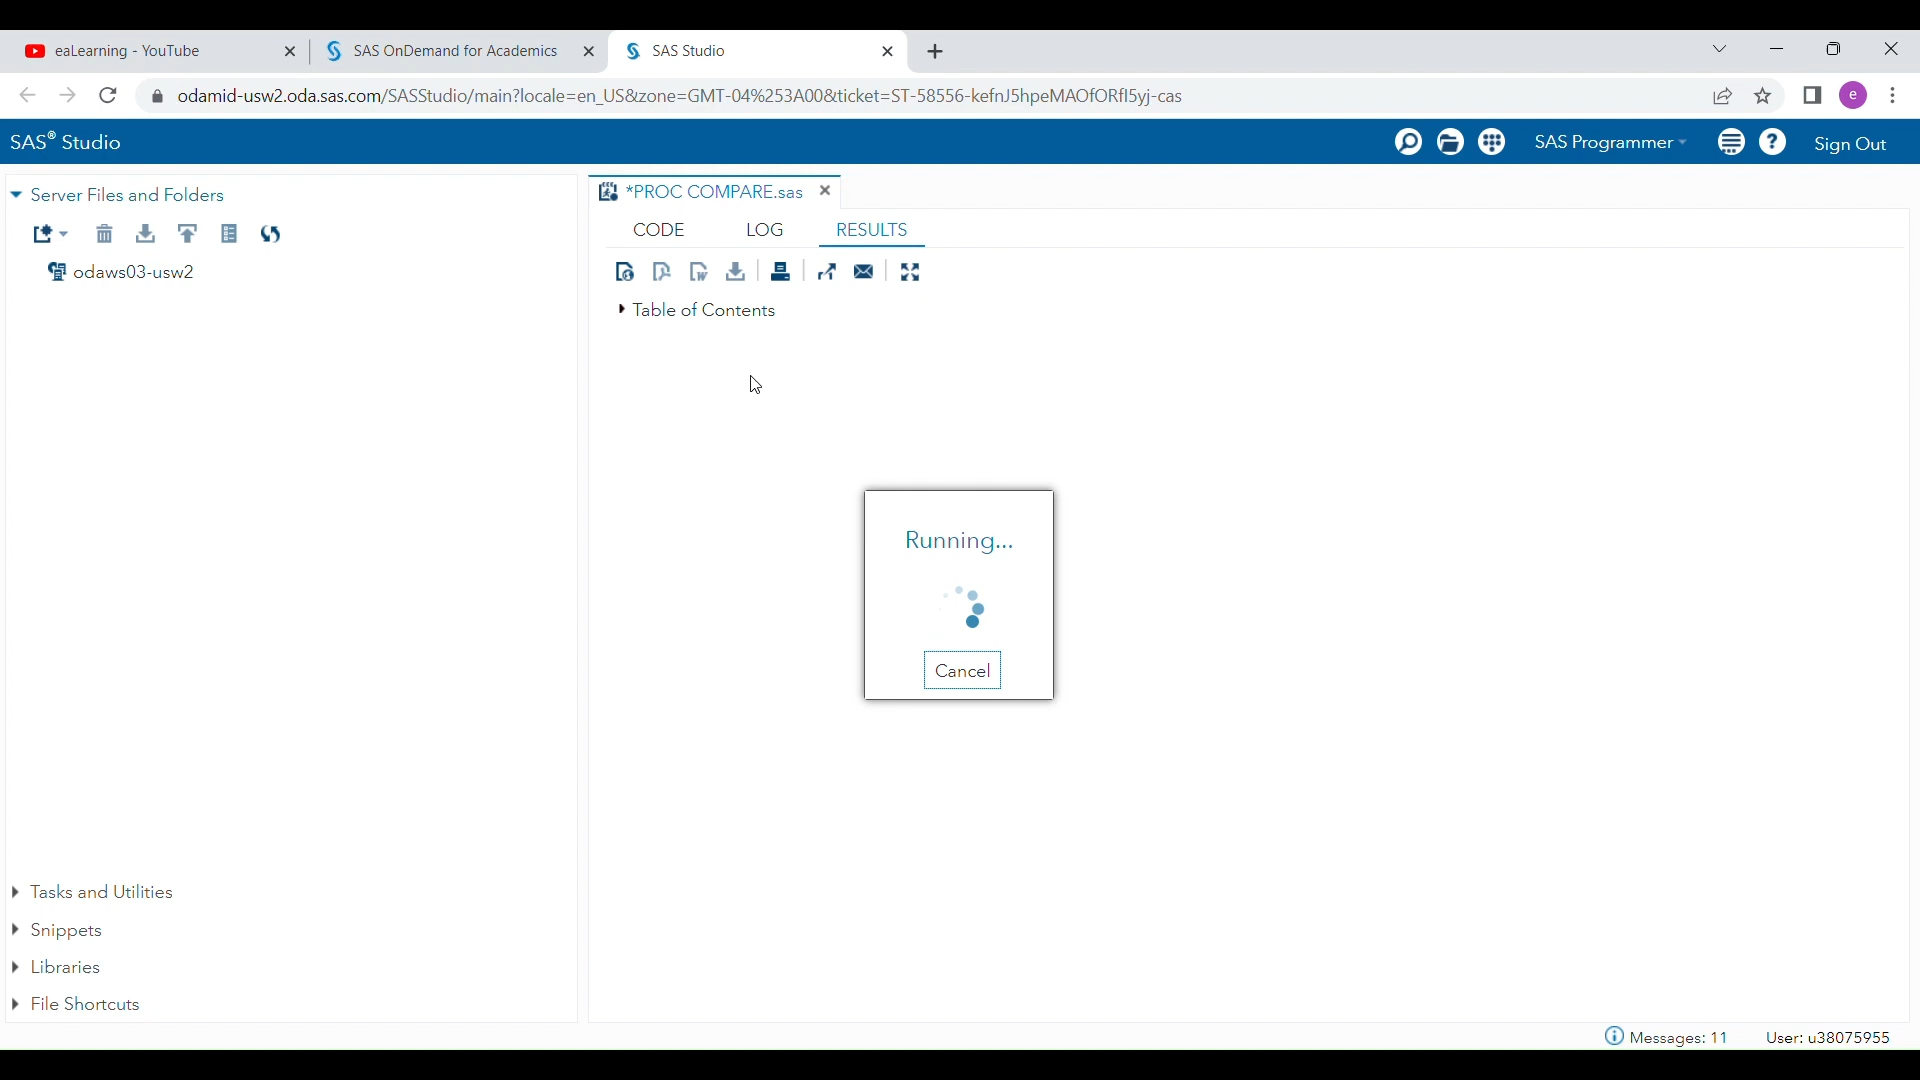 eaLearning - YouTube
SAS OnDemand for Academics
SAS Studio
odamid-usw2.oda.sas.com/SASStudio/main?locale=en_US&zone=GMT-04%253A00&ticket=ST-58556-kefnJ5hpeMAOfORfI5yj-cas
e
SAS® Studio
SAS Programmer
?
Sign Out
Server Files and Folders
*PROC COMPARE.sas
CODE
LOG
RESULTS
odaws03-usw2
Table of Contents
Running...
Cancel
Tasks and Utilities
Snippets
Libraries
File Shortcuts
Messages: 11
User: u38075955